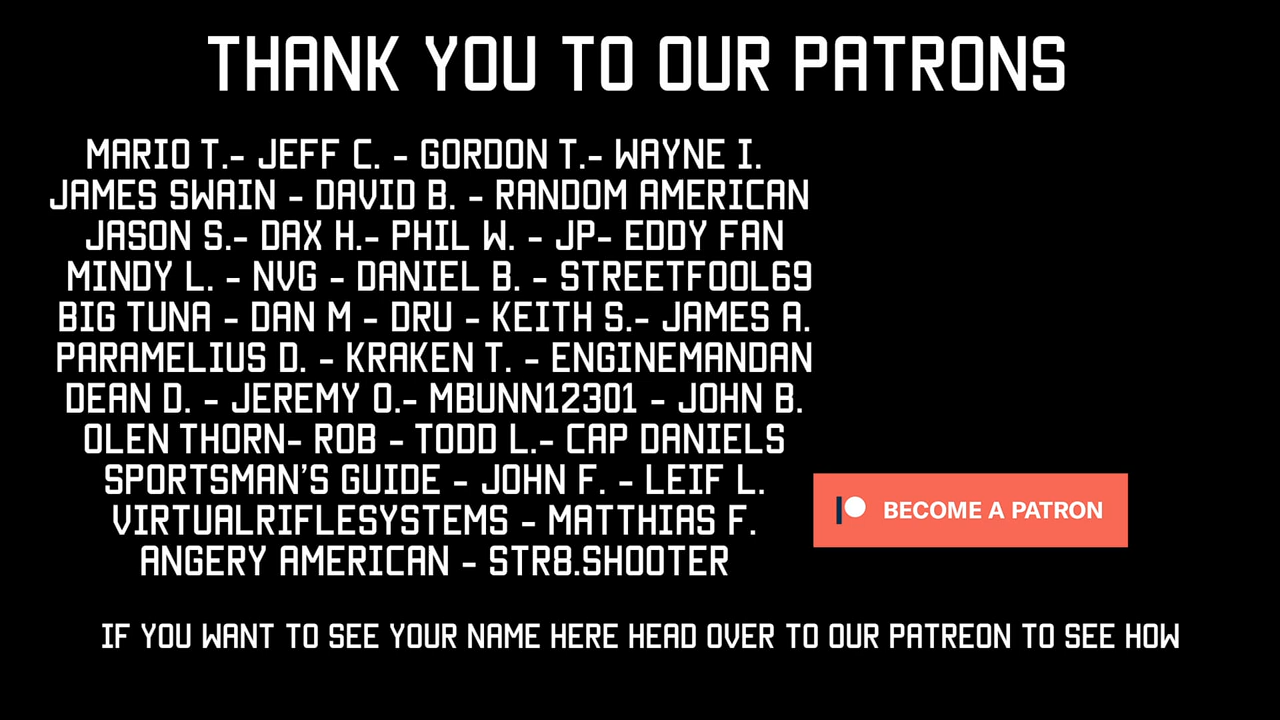 THANK YOU TO OUR PATRONS
MARIO T.- JEFF C. - GORDON T.- WAYNE I.
JAMES SWAIN - DAVID B. - RANDOM AMERICAN
JASON S.- DAX H.- PHIL W. - JP- EDDY FAN
MINDY L. - NVG - DANIEL B. - STREETFOOL69
BIG TUNA - DAN M - DRU - KEITH S.- JAMES A.
PARAMELIUS D. - KRAKEN T. - ENGINEMANDAN
DEAN D. - JEREMY O.- MBUNN12301 - JOHN B.
OLEN THORN- ROB - TODD L.- CAP DANIELS
SPORTSMAN'S GUIDE - JOHN F. - LEIF L.
VIRTUALRIFLESYSTEMS - MATTHIAS F.
ANGERY AMERICAN - STR8.SHOOTER
BECOME A PATRON
IF YOU WANT TO SEE YOUR NAME HERE HEAD OVER TO OUR PATREON TO SEE HOW